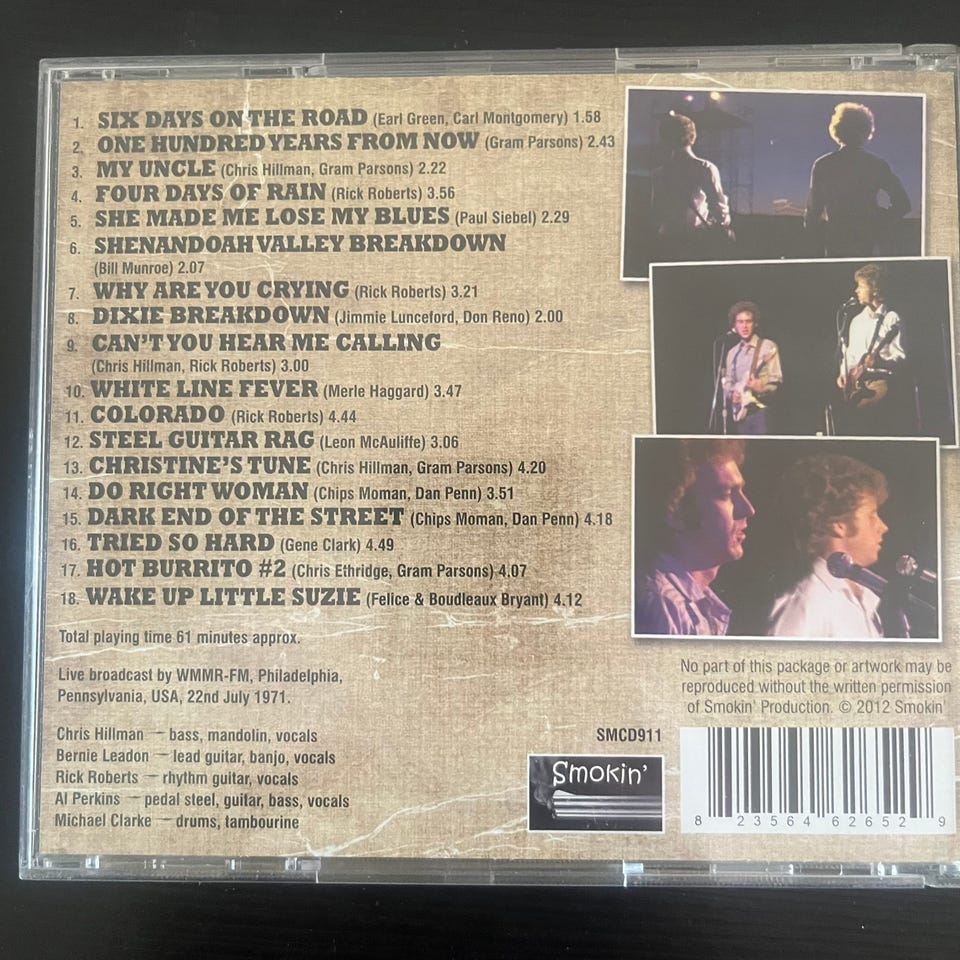 1. SIX DAYS ON THE ROAD (Earl Green, Carl Montgomery) 1.58
2. ONE HUNDRED YEARS FROM NOW (Gram Parsons) 2.43
3. MY UNCLE (Chris Hillman, Gram Parsons) 2.22
4. FOUR DAYS OF RAIN (Rick Roberts) 3.56
5. SHE MADE ME LOSE MY BLUES (Paul Siebel) 2.29
6. SHENANDOAH VALLEY BREAKDOWN
(Bill Munroe) 2.07
7. WHY ARE YOU CRYING (Rick Roberts) 3.21
8. DIXIE BREAKDOWN (Jimmie Lunceford, Don Reno) 2.00
9. CAN'T YOU HEAR ME CALLING
(Chris Hillman, Rick Roberts) 3.00
10. WHITE LINE FEVER (Merle Haggard) 3.47
11. COLORADO (Rick Roberts) 4.44
12. STEEL GUITAR RAG (Leon McAuliffe) 3.06
13. CHRISTINE'S TUNE (Chris Hillman, Gram Parsons) 4.20
14. DO RIGHT WOMAN (Chips Moman, Dan Penn) 3.51
15. DARK END OF THE STREET (Chips Moman, Dan Penn) 4.18
16. TRIED SO HARD (Gene Clark) 4.49
17. HOT BURRITO #2 (Chris Ethridge, Gram Parsons) 4.07
18. WAKE UP LITTLE SUZIE (Felice & Boudleaux Bryant) 4.12
Total playing time 61 minutes approx.
Live broadcast by WMMR-FM, Philadelphia,
Pennsylvania, USA, 22nd July 1971.
Chris Hillman — bass, mandolin, vocals
Bernie Leadon — lead guitar, banjo, vocals
Rick Roberts — rhythm guitar, vocals
Al Perkins — pedal steel, guitar, bass, vocals
Michael Clarke — drums, tambourine
No part of this package or artwork may be
reproduced without the written permission
of Smokin' Production. © 2012 Smokin'
SMCD911
Smokin'
8 23564 62652 9